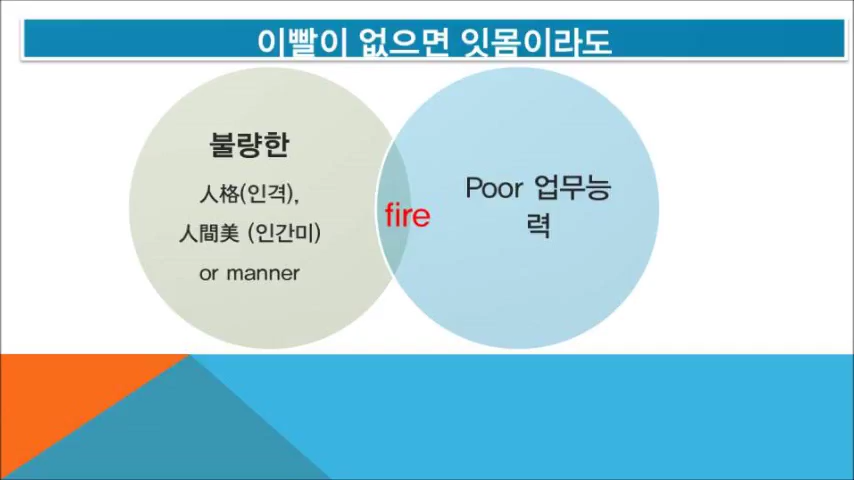 이빨이 없으면 잇몸이라도
불량한
人格(인격),
人間美 (인간미)
or manner
fire
Poor 업무능
력